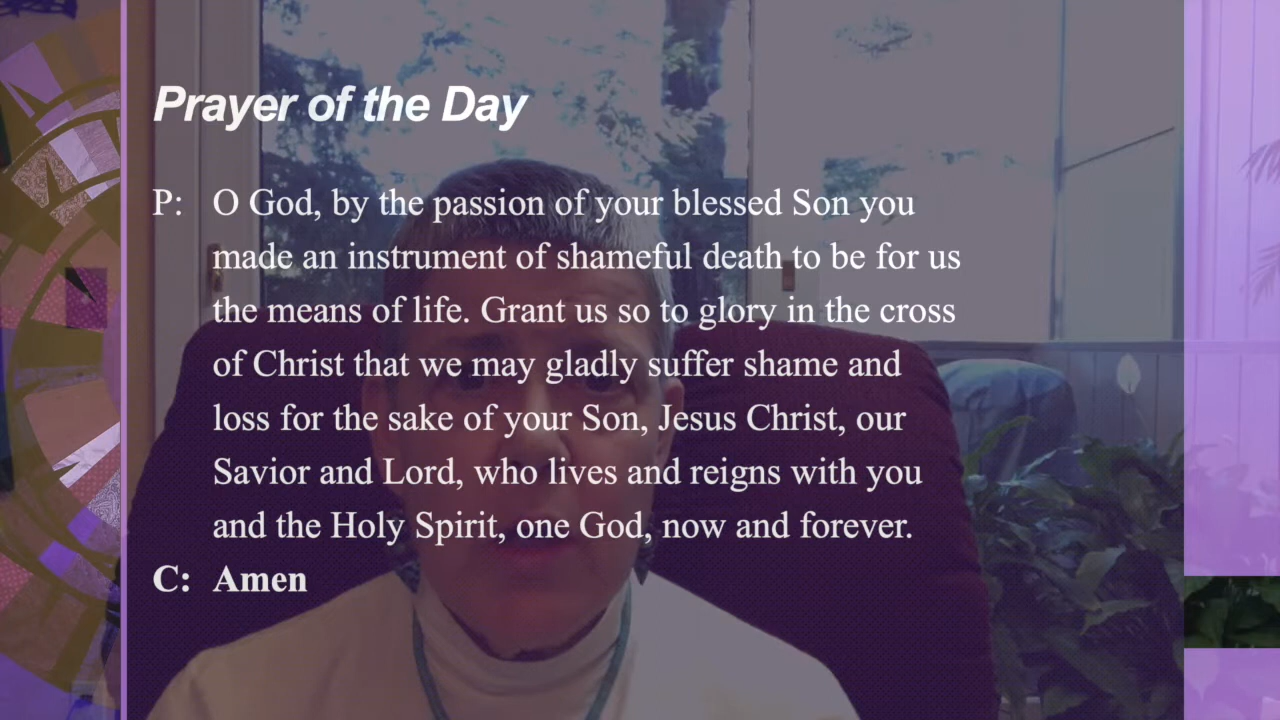 Prayer of the Day
P: O God, by the passion of your blessed Son you
made an instrument of shameful death to be for us
the means of life. Grant us so to glory in the cross
of Christ that we may gladly suffer shame and
loss for the sake of your Son, Jesus Christ, our
Savior and Lord, who lives and reigns with you
and the Holy Spirit, one God, now and forever.
C: Amen